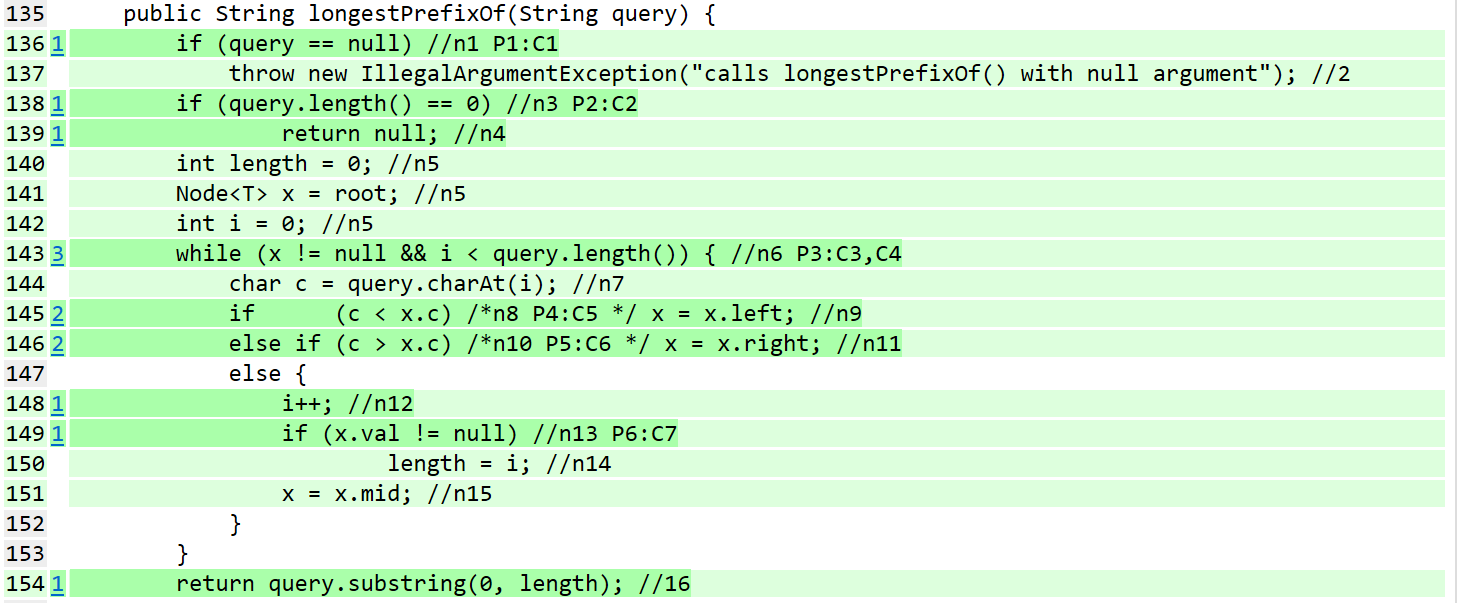 135     public String longestPrefixOf(String query) {
136 1       if (query == null) //n1 P1:C1
137             throw new IllegalArgumentException("calls longestPrefixOf() with null argument"); //2
138 1       if (query.length() == 0) //n3 P2:C2
139 1               return null; //n4
140         int length = 0; //n5
141         Node<T> x = root; //n5
142         int i = 0; //n5
143 3       while (x != null && i < query.length()) { //n6 P3:C3,C4
144             char c = query.charAt(i); //n7
145 2           if      (c < x.c) /*n8 P4:C5 */ x = x.left; //n9
146 2           else if (c > x.c) /*n10 P5:C6 */ x = x.right; //n11
147             else {
148 1               i++; //n12
149 1               if (x.val != null) //n13 P6:C7
150                         length = i; //n14
151                 x = x.mid; //n15
152             }
153         }
154 1       return query.substring(0, length); //16